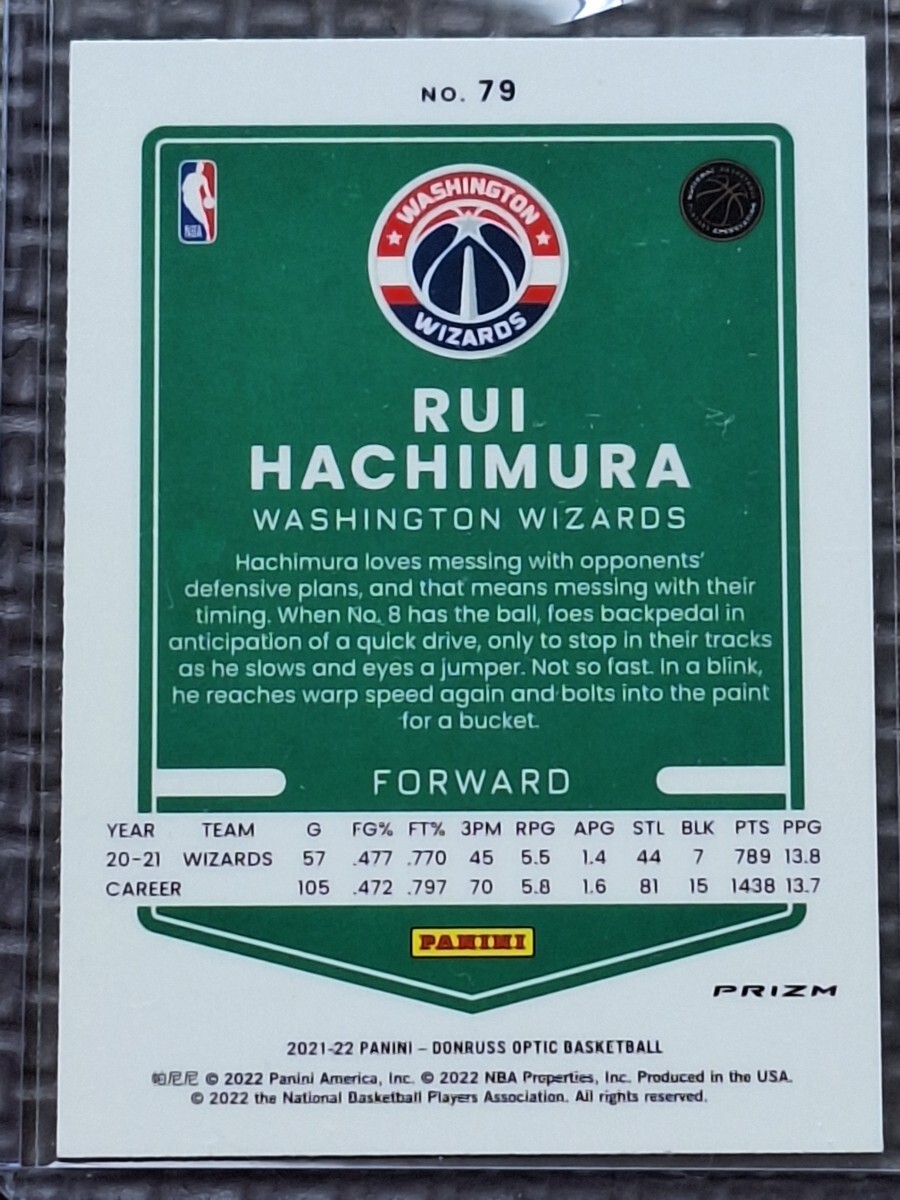 NO. 79
NBA
WASHINGTON
WIZARDS
RUI
HACHIMURA
WASHINGTON WIZARDS
Hachimura loves messing with opponents'
defensive plans, and that means messing with their
timing. When No. 8 has the ball, foes backpedal in
anticipation of a quick drive, only to stop in their tracks
as he slows and eyes a jumper. Not so fast. In a blink,
he reaches warp speed again and bolts into the paint
for a bucket.
FORWARD
YEAR TEAM G FG% FT% 3PM RPG APG STL BLK PTS PPG
20-21 WIZARDS 57 .477 .770 45 5.5 1.4 44 7 789 13.8
CAREER 105 .472 .797 70 5.8 1.6 81 15 1438 13.7
PANINI
PRIZM
2021-22 PANINI – DONRUSS OPTIC BASKETBALL
帕尼尼 © 2022 Panini America, Inc. © 2022 NBA Properties, Inc. Produced in the USA.
© 2022 the National Basketball Players Association. All rights reserved.